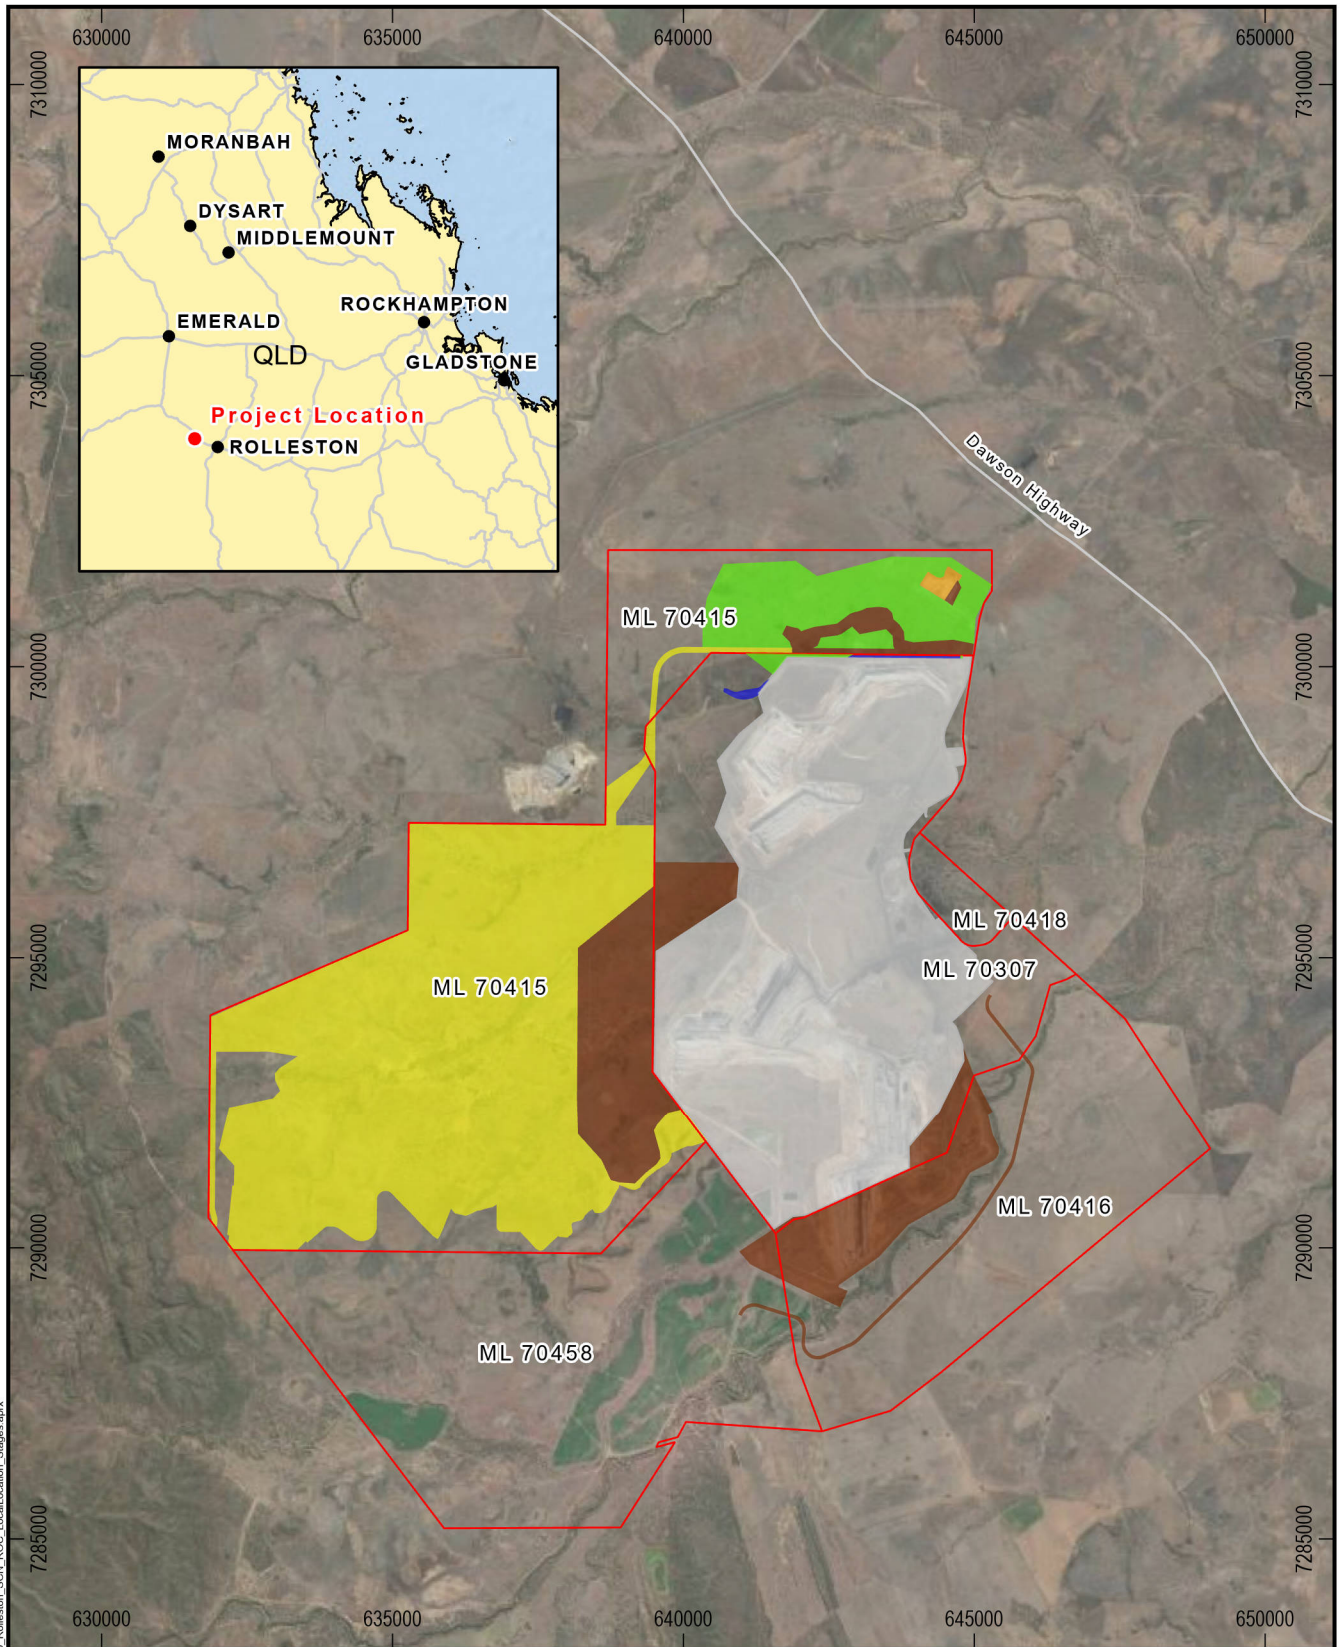 630000
635000
640000
645000
650000
7310000
7310000
MORANBAH
DYSART
MIDDLEMOUNT
ROCKHAMPTON
EMERALD
QLD
GLADSTONE
Project Location
ROLLESTON
7305000
7305000
Dawson Highway
ML 70415
7300000
7300000
ML 70418
7295000
ML 70307
7295000
ML 70415
ML 70416
7290000
7290000
ML 70458
7285000
7285000
630000
635000
640000
645000
650000